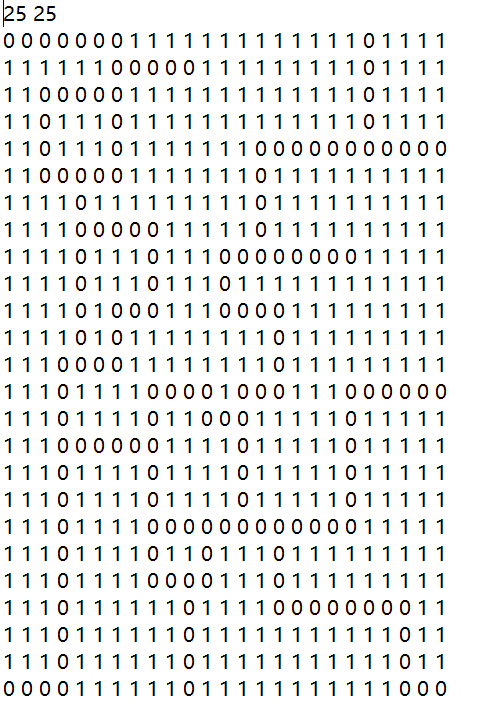 25 25
0 0 0 0 0 0 0 1 1 1 1 1 1 1 1 1 1 1 1 1 0 1 1 1 1
1 1 1 1 1 1 0 0 0 0 0 1 1 1 1 1 1 1 1 1 0 1 1 1 1
1 1 0 0 0 0 0 1 1 1 1 1 1 1 1 1 1 1 1 1 0 1 1 1 1
1 1 0 1 1 1 0 1 1 1 1 1 1 1 1 1 1 1 1 1 0 1 1 1 1
1 1 0 1 1 1 0 1 1 1 1 1 1 1 0 0 0 0 0 0 0 0 0 0 0
1 1 0 0 0 0 0 1 1 1 1 1 1 1 0 1 1 1 1 1 1 1 1 1 1
1 1 1 1 0 1 1 1 1 1 1 1 1 1 0 1 1 1 1 1 1 1 1 1 1
1 1 1 1 0 0 0 0 0 1 1 1 1 1 0 1 1 1 1 1 1 1 1 1 1
1 1 1 1 0 1 1 1 0 1 1 1 0 0 0 0 0 0 0 0 1 1 1 1 1
1 1 1 1 0 1 1 1 0 1 1 1 0 1 1 1 1 1 1 1 1 1 1 1 1
1 1 1 1 0 1 0 0 0 1 1 1 0 0 0 0 1 1 1 1 1 1 1 1 1
1 1 1 1 0 1 0 1 1 1 1 1 1 1 1 0 1 1 1 1 1 1 1 1 1
1 1 1 0 0 0 0 1 1 1 1 1 1 1 1 0 1 1 1 1 1 1 1 1 1
1 1 1 0 1 1 1 1 0 0 0 0 1 0 0 0 1 1 1 0 0 0 0 0 0
1 1 1 0 1 1 1 1 0 1 1 0 0 0 1 1 1 1 1 0 1 1 1 1 1
1 1 1 0 0 0 0 0 0 1 1 1 1 0 1 1 1 1 1 0 1 1 1 1 1
1 1 1 0 1 1 1 1 0 1 1 1 1 0 1 1 1 1 1 0 1 1 1 1 1
1 1 1 0 1 1 1 1 0 1 1 1 1 0 1 1 1 1 1 0 1 1 1 1 1
1 1 1 0 1 1 1 1 0 0 0 0 0 0 0 0 0 0 0 0 1 1 1 1 1
1 1 1 0 1 1 1 1 0 1 1 0 1 1 1 0 1 1 1 1 1 1 1 1 1
1 1 1 0 1 1 1 1 0 0 0 0 1 1 1 0 1 1 1 1 1 1 1 1 1
1 1 1 0 1 1 1 1 1 1 0 1 1 1 1 0 0 0 0 0 0 0 0 1 1
1 1 1 0 1 1 1 1 1 1 0 1 1 1 1 1 1 1 1 1 1 1 0 1 1
1 1 1 0 1 1 1 1 1 1 0 1 1 1 1 1 1 1 1 1 1 1 0 1 1
0 0 0 0 1 1 1 1 1 1 0 1 1 1 1 1 1 1 1 1 1 1 0 0 0